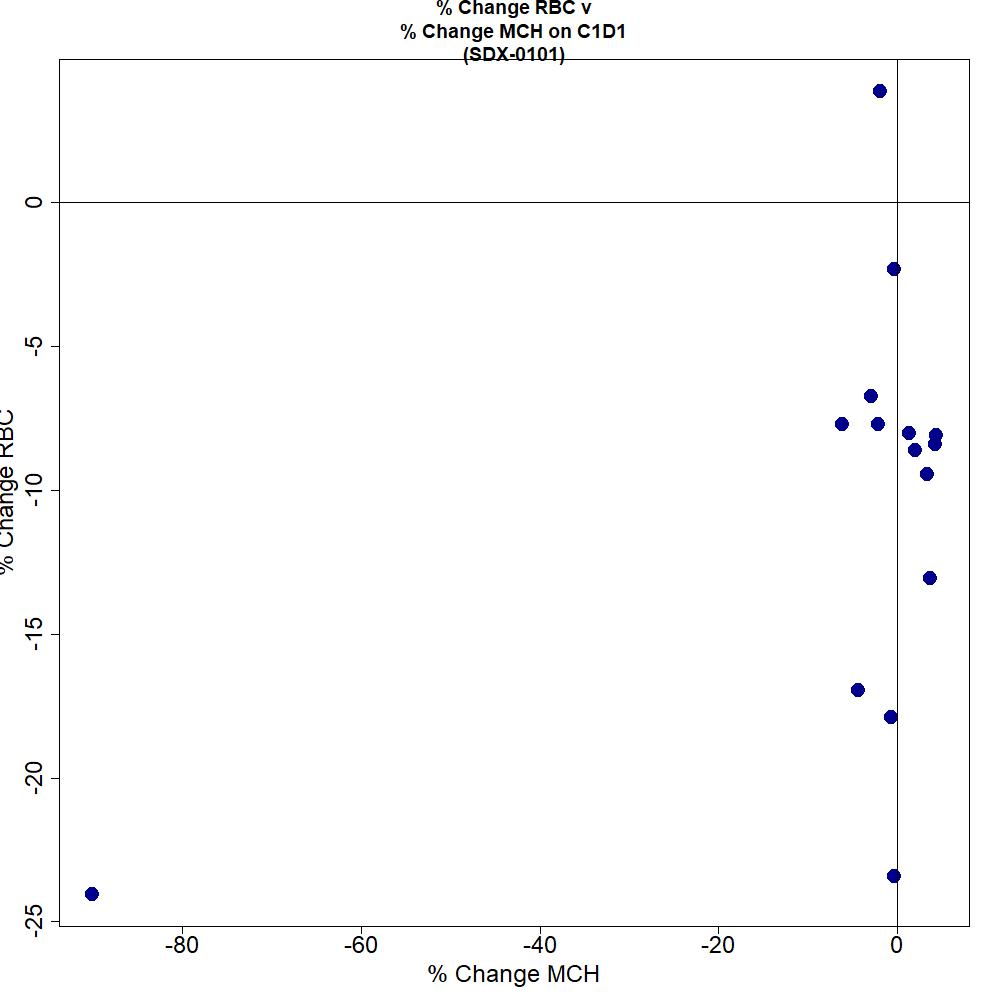 % Change RBC v
% Change MCH on C1D1
(SDX-0101)
0
-5
-10
-15
-20
-25
% Change RBC
-80
-60
-40
-20
0
% Change MCH